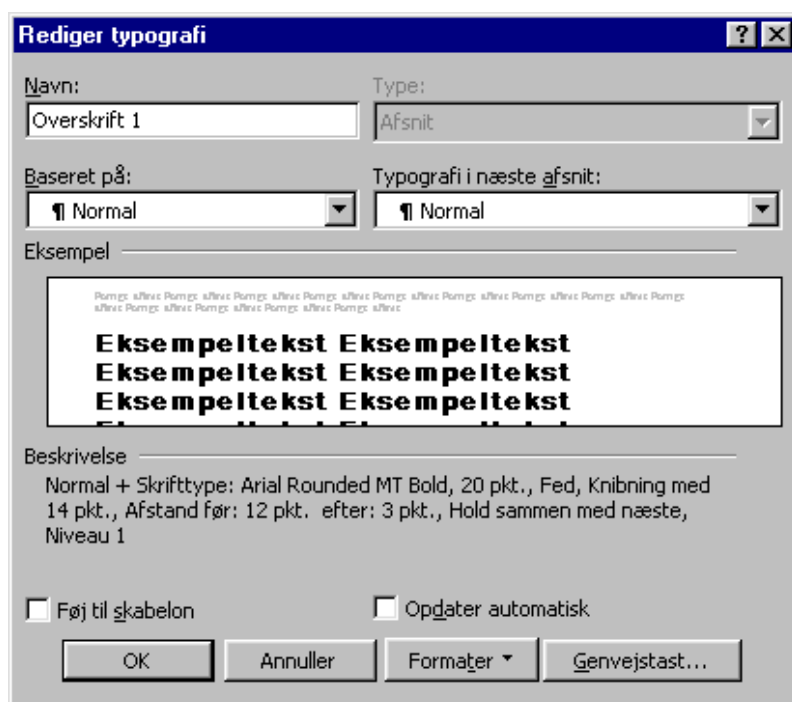 Rediger typografi
Navn:
Type:
Overskrift 1
Afsnit
Baseret på:
Typografi i næste afsnit:
¶ Normal
¶ Normal
Eksempel
Eksempeltekst Eksempeltekst
Eksempeltekst Eksempeltekst
Eksempeltekst Eksempeltekst
Eksempeltekst Eksempeltekst
Beskrivelse
Normal + Skrifttype: Arial Rounded MT Bold, 20 pkt., Fed, Knibning med
14 pkt., Afstand før: 12 pkt. efter: 3 pkt., Hold sammen med næste,
Niveau 1
Føj til skabelon
Opdater automatisk
OK
Annuller
Formater
Genvejstast...